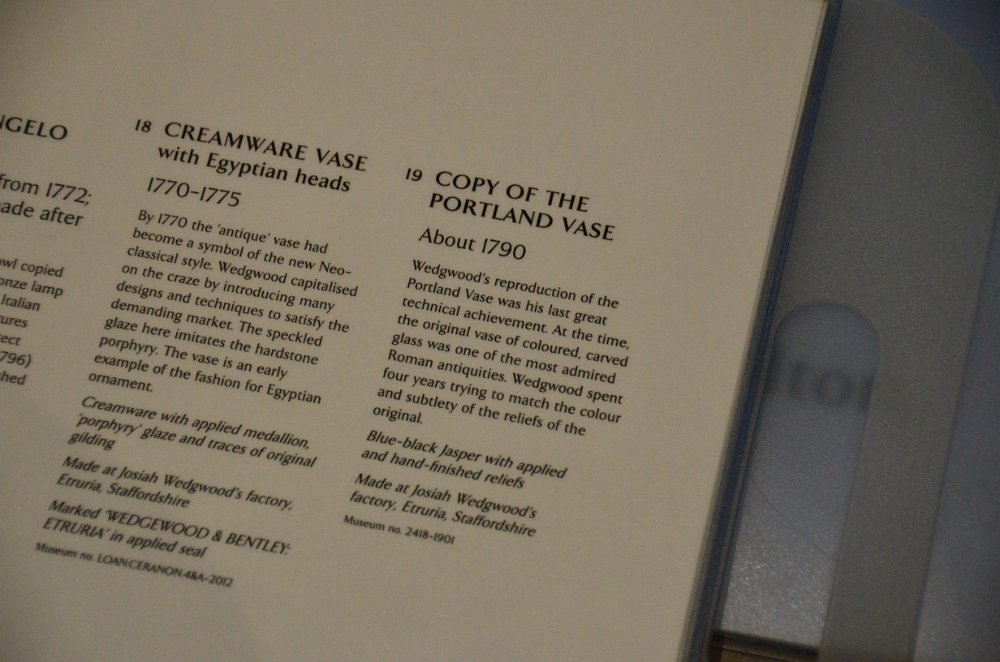 NGELO
from 1772;
ade after
owl copied
onze lamp
Italian
ures
ect
796)
shed
18 CREAMWARE VASE
with Egyptian heads
1770-1775
By 1770 the 'antique' vase had
become a symbol of the new Neo-
classical style. Wedgwood capitalised
on the craze by introducing many
designs and techniques to satisfy the
demanding market. The speckled
glaze here imitates the hardstone
porphyry. The vase is an early
example of the fashion for Egyptian
ornament.
Creamware with applied medallion,
'porphyry' glaze and traces of original
gilding
Made at Josiah Wedgwood's factory,
Etruria, Staffordshire
Marked 'WEDGEWOOD & BENTLEY:
ETRURIA' in applied seal
Museum no. LOAN:CERANON.4&A-2012
19 COPY OF THE
PORTLAND VASE
About 1790
Wedgwood's reproduction of the
Portland Vase was his last great
technical achievement. At the time,
the original vase of coloured, carved
glass was one of the most admired
Roman antiquities. Wedgwood spent
four years trying to match the colour
and subtlety of the reliefs of the
original.
Blue-black Jasper with applied
and hand-finished reliefs
Made at Josiah Wedgwood's
factory, Etruria, Staffordshire
Museum no. 2418-1901